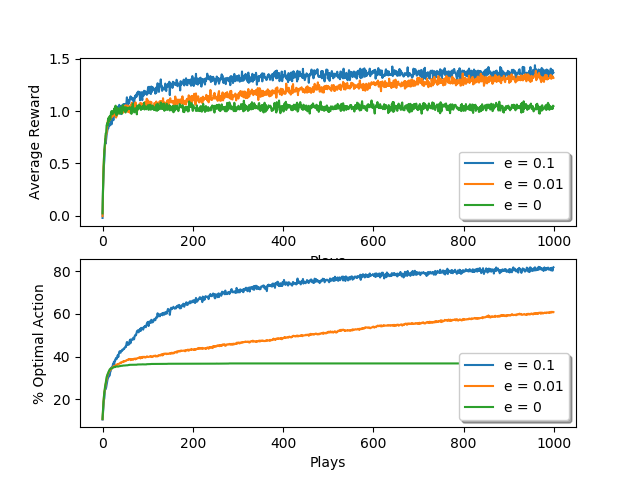 1.5
1.0
0.5
0.0
Average Reward
e = 0.1
e = 0.01
e = 0
0 200 400 600 800 1000
Plays
80
60
40
20
% Optimal Action
e = 0.1
e = 0.01
e = 0
0 200 400 600 800 1000
Plays